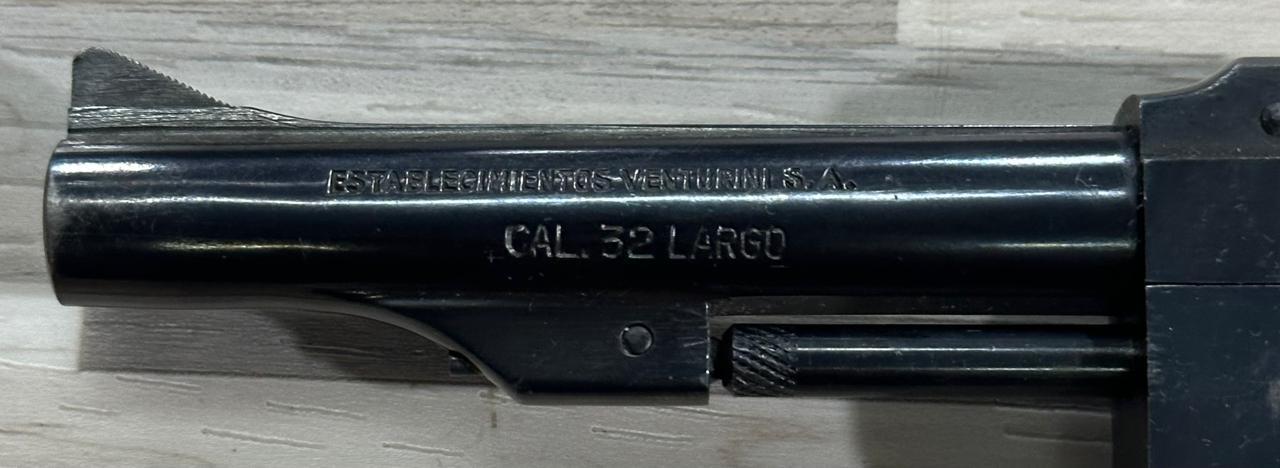 ESTABLECIMIENTOS VENTURINI S. A.
CAL. 32 LARGO